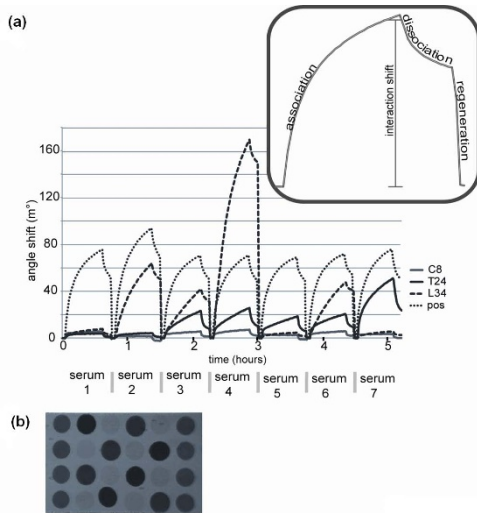 (a)
association
dissociation
interaction shift
regeneration
angle shift (m°)
160
120
80
40
0
C8
T24
L34
pos
0 1 2 3 4 5
time (hours)
serum 1
serum 2
serum 3
serum 4
serum 5
serum 6
serum 7
(b)